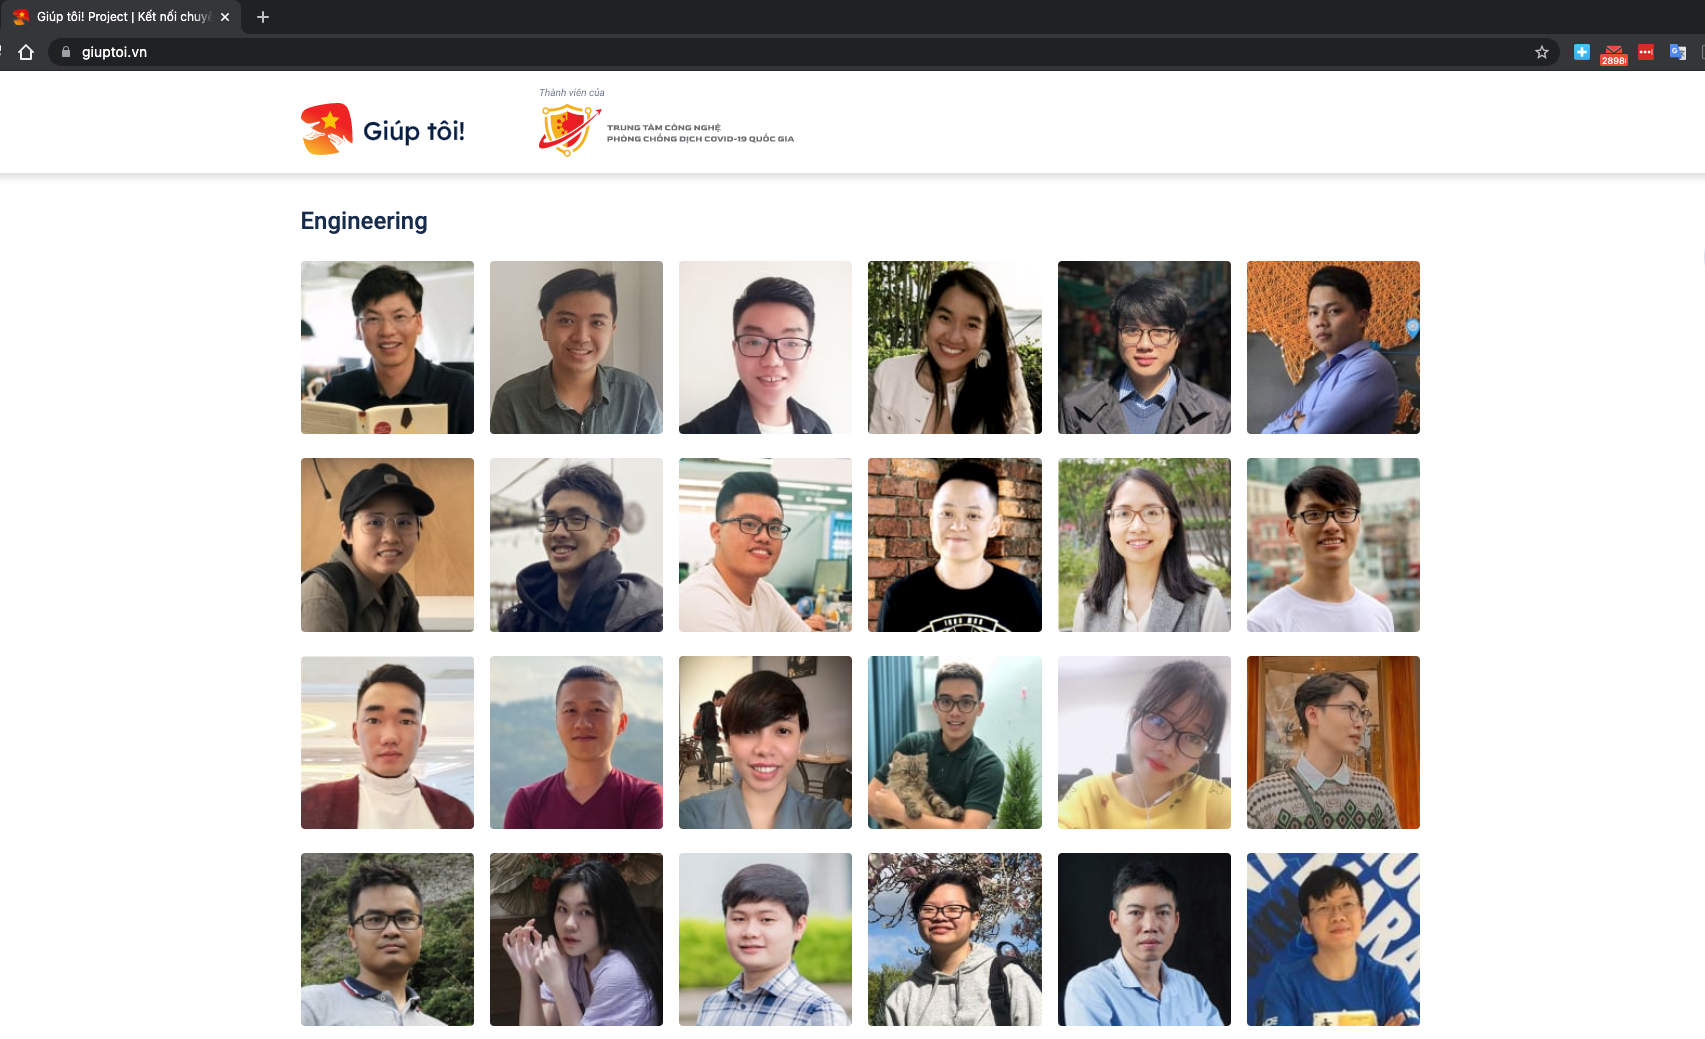 Giúp tôi! Project | Kết nối chuyê
giuptoi.vn
2898
Giúp tôi!
Thành viên của
TRUNG TÂM CÔNG NGHỆ
PHÒNG CHỐNG DỊCH COVID-19 QUỐC GIA
Engineering